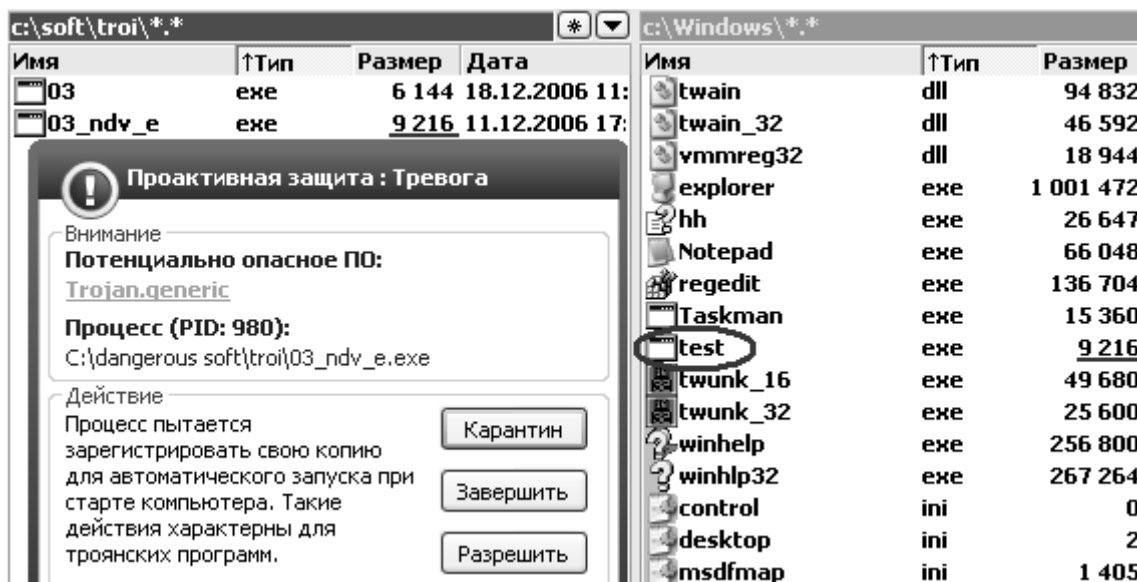 c:\soft\troi\*.*
Имя ↑Тип Размер Дата
03 exe 6 144 18.12.2006 11:
03_ndv_e exe 9 216 11.12.2006 17:
Проактивная защита : Тревога
Внимание
Потенциально опасное ПО:
Trojan.generic
Процесс (PID: 980):
C:\dangerous soft\troi\03_ndv_e.exe
Действие
Процесс пытается
зарегистрировать свою копию
для автоматического запуска при
старте компьютера. Такие
действия характерны для
троянских программ.
Карантин
Завершить
Разрешить
c:\Windows\*.*
Имя ↑Тип Размер
twain dll 94 832
twain_32 dll 46 592
vmmreg32 dll 18 944
explorer exe 1 001 472
hh exe 26 647
Notepad exe 66 048
regedit exe 136 704
Taskman exe 15 360
test exe 9 216
twunk_16 exe 49 680
twunk_32 exe 25 600
winhelp exe 256 800
winhlp32 exe 267 264
control ini 0
desktop ini 2
msdfmap ini 1 405